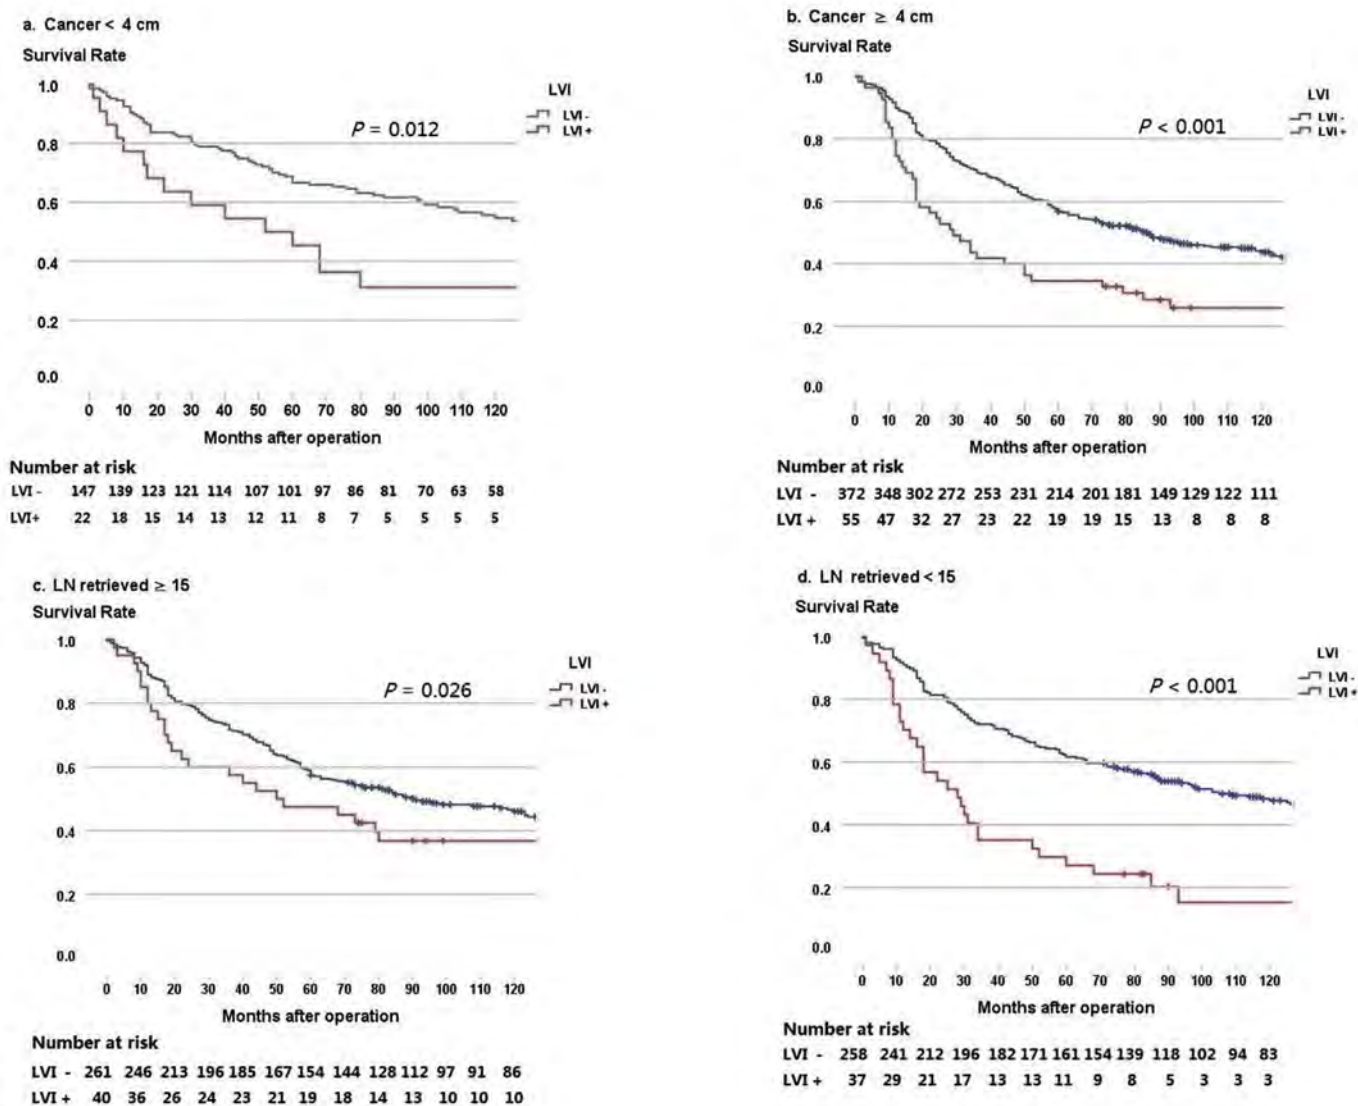 a. Cancer < 4 cm
Survival Rate
1.0
0.8
0.6
0.4
0.2
0.0
P = 0.012
LVI
LVI -
LVI +
0 10 20 30 40 50 60 70 80 90 100 110 120
Months after operation
Number at risk
LVI - 147 139 123 121 114 107 101 97 86 81 70 63 58
LVI+ 22 18 15 14 13 12 11 8 7 5 5 5 5
b. Cancer ≥ 4 cm
Survival Rate
1.0
0.8
0.6
0.4
0.2
0.0
P < 0.001
LVI
LVI -
LVI +
0 10 20 30 40 50 60 70 80 90 100 110 120
Months after operation
Number at risk
LVI - 372 348 302 272 253 231 214 201 181 149 129 122 111
LVI + 55 47 32 27 23 22 19 19 15 13 8 8 8
c. LN retrieved ≥ 15
Survival Rate
1.0
0.8
0.6
0.4
0.2
0.0
P = 0.026
LVI
LVI -
LVI +
0 10 20 30 40 50 60 70 80 90 100 110 120
Months after operation
Number at risk
LVI - 261 246 213 196 185 167 154 144 128 112 97 91 86
LVI + 40 36 26 24 23 21 19 18 14 13 10 10 10
d. LN retrieved < 15
Survival Rate
1.0
0.8
0.6
0.4
0.2
0.0
P < 0.001
LVI
LVI -
LVI +
0 10 20 30 40 50 60 70 80 90 100 110 120
Months after operation
Number at risk
LVI - 258 241 212 196 182 171 161 154 139 118 102 94 83
LVI + 37 29 21 17 13 13 11 9 8 5 3 3 3